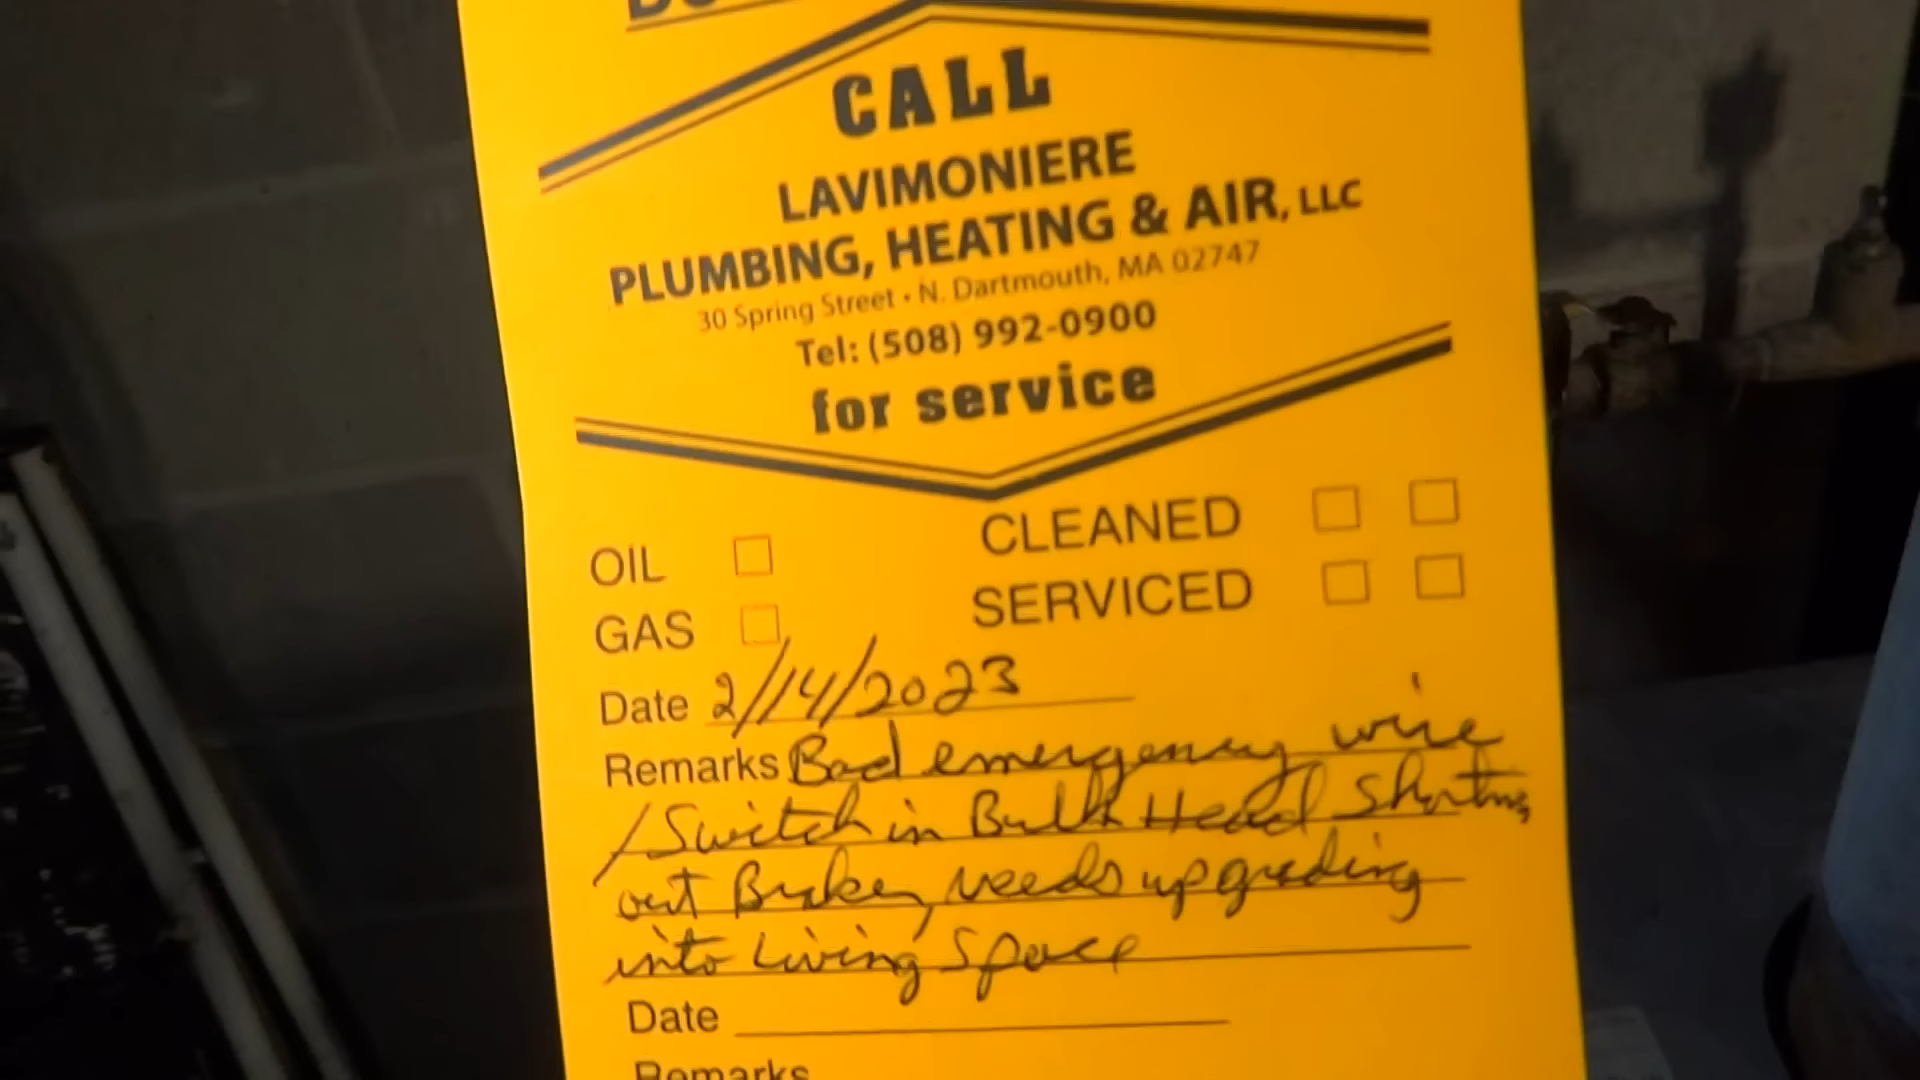 CALL
LAVIMONIERE
PLUMBING, HEATING & AIR, LLC
30 Spring Street • N. Dartmouth, MA 02747
Tel: (508) 992-0900
for service
OIL CLEANED
GAS SERVICED
Date 2/14/2023
Remarks Bad emergency wire
/Switch in Bulk Head Shorting
out Braker, needs upgrading
into Living Space
Date
Remarks